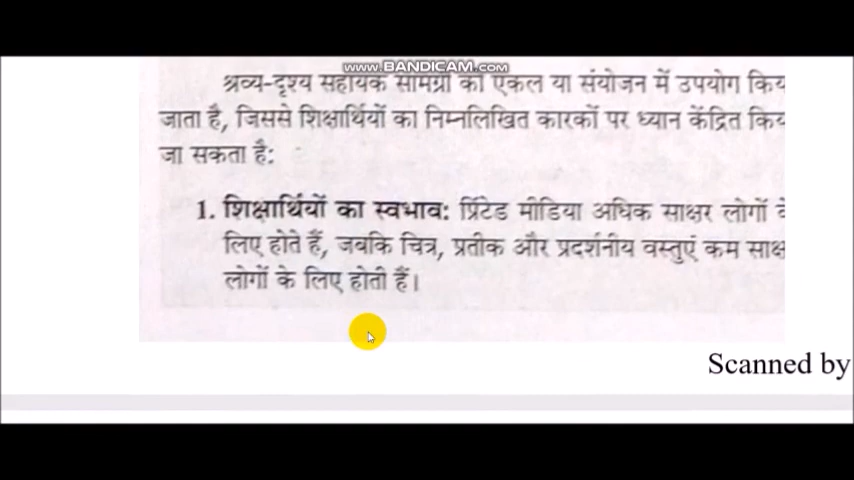 www.BANDICAM.com
श्रव्य-दृश्य सहायक सामग्री का एकल या संयोजन में उपयोग किय
जाता है, जिससे शिक्षार्थियों का निम्नलिखित कारकों पर ध्यान केंद्रित किय
जा सकता है:
1. शिक्षार्थियों का स्वभाव: प्रिंटेड मीडिया अधिक साक्षर लोगों
लिए होते हैं, जबकि चित्र, प्रतीक और प्रदर्शनीय वस्तुएं कम साक्ष
लोगों के लिए होती हैं।
Scanned by